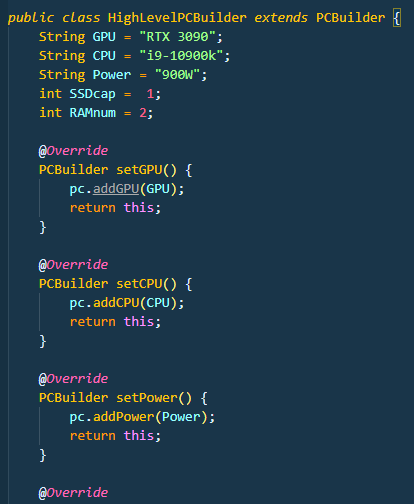 public class HighLevelPCBuilder extends PCBuilder {
String GPU = "RTX 3090";
String CPU = "i9-10900k";
String Power = "900W";
int SSDcap =  1;
int RAMnum = 2;
@Override
PCBuilder setGPU() {
pc.addGPU(GPU);
return this;
}
@Override
PCBuilder setCPU() {
pc.addCPU(CPU);
return this;
}
@Override
PCBuilder setPower() {
pc.addPower(Power);
return this;
}
@Override